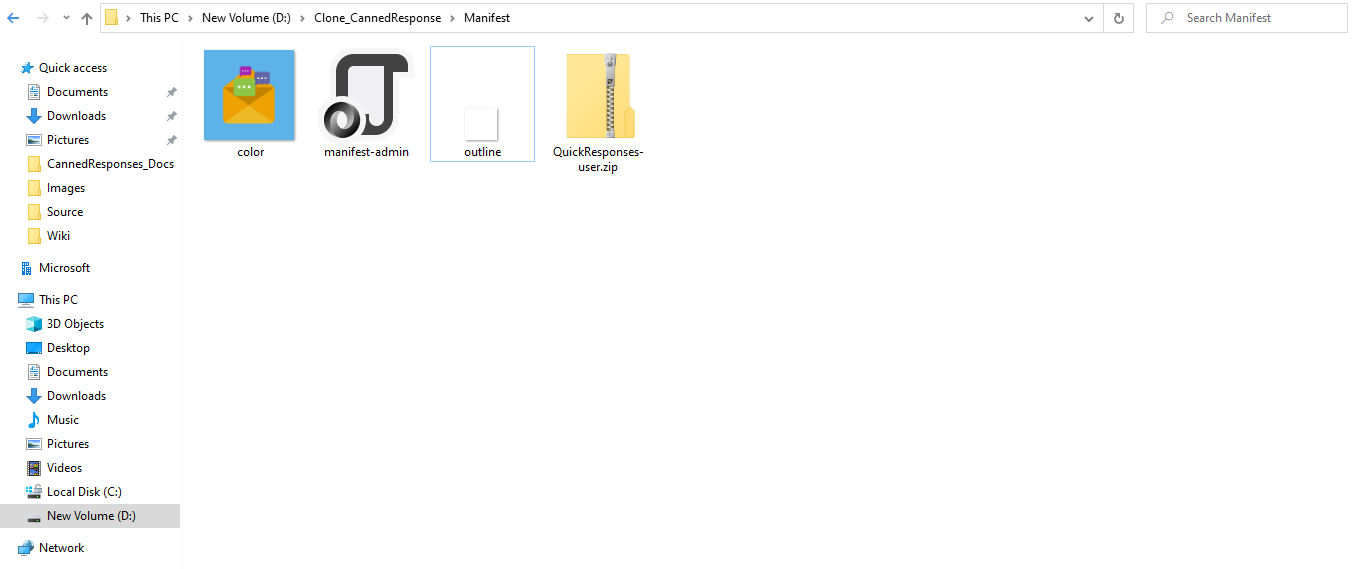 This PC
New Volume (D:)
Clone_CannedResponse
Manifest
Search Manifest
Quick access
Documents
Downloads
Pictures
CannedResponses_Docs
Images
Source
Wiki
Microsoft
This PC
3D Objects
Desktop
Documents
Downloads
Music
Pictures
Videos
Local Disk (C:)
New Volume (D:)
Network
color
manifest-admin
outline
QuickResponses-
user.zip